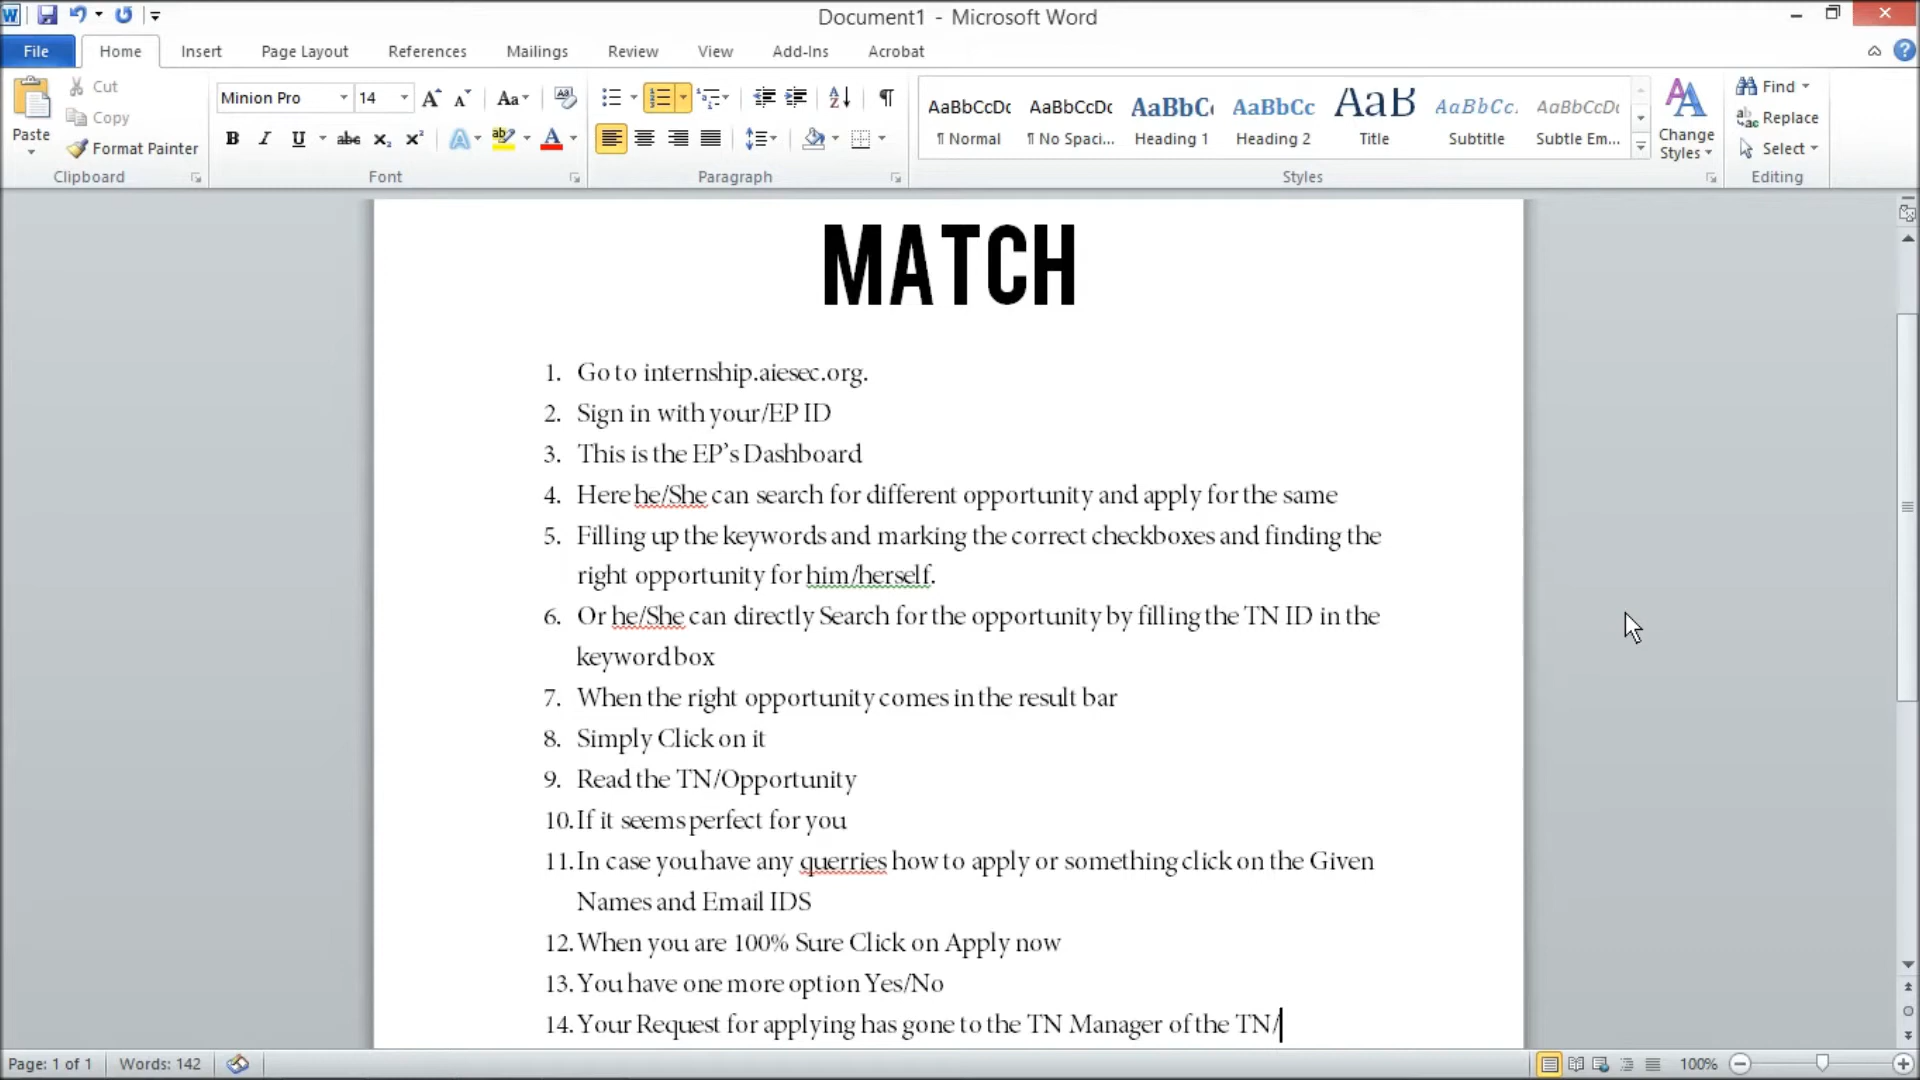 Document1 - Microsoft Word
File Home Insert Page Layout References Mailings Review View Add-Ins Acrobat
Paste
Cut
Copy
Format Painter
Clipboard
Minion Pro 14
Font
Paragraph
AaBbCcDc AaBbCcDc AaBbC AaBbCc AaB AaBbCc. AaBbCcDc
¶ Normal ¶ No Spaci... Heading 1 Heading 2 Title Subtitle Subtle Em...
Styles
Change Styles
Find
Replace
Select
Editing
MATCH
1. Go to internship.aiesec.org.
2. Sign in with your/EP ID
3. This is the EP’s Dashboard
4. Here he/She can search for different opportunity and apply for the same
5. Filling up the keywords and marking the correct checkboxes and finding the
right opportunity for him/herself.
6. Or he/She can directly Search for the opportunity by filling the TN ID in the
keyword box
7. When the right opportunity comes in the result bar
8. Simply Click on it
9. Read the TN/Opportunity
10. If it seems perfect for you
11. In case you have any querries how to apply or something click on the Given
Names and Email IDS
12. When you are 100% Sure Click on Apply now
13. You have one more option Yes/No
14. Your Request for applying has gone to the TN Manager of the TN/
Page: 1 of 1 Words: 142 100%